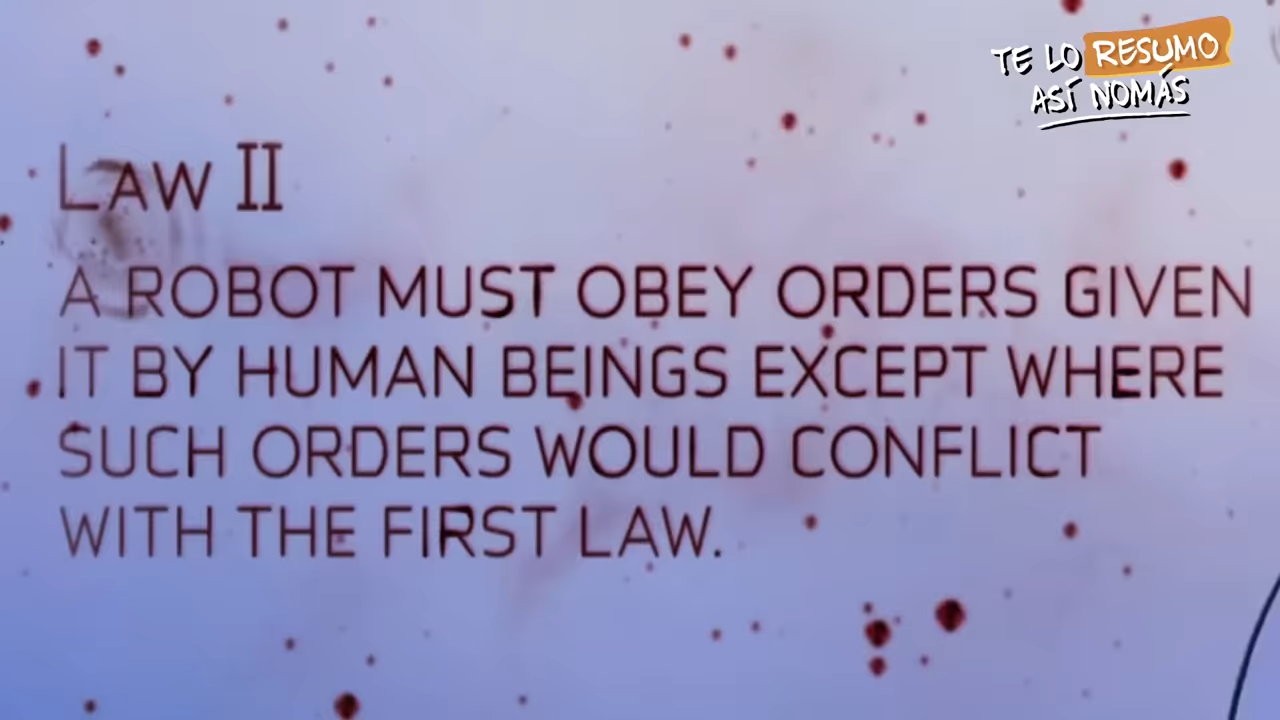 TE LO RESUMO
ASÍ NOMÁS
LAW II
A ROBOT MUST OBEY ORDERS GIVEN
IT BY HUMAN BEINGS EXCEPT WHERE
SUCH ORDERS WOULD CONFLICT
WITH THE FIRST LAW.